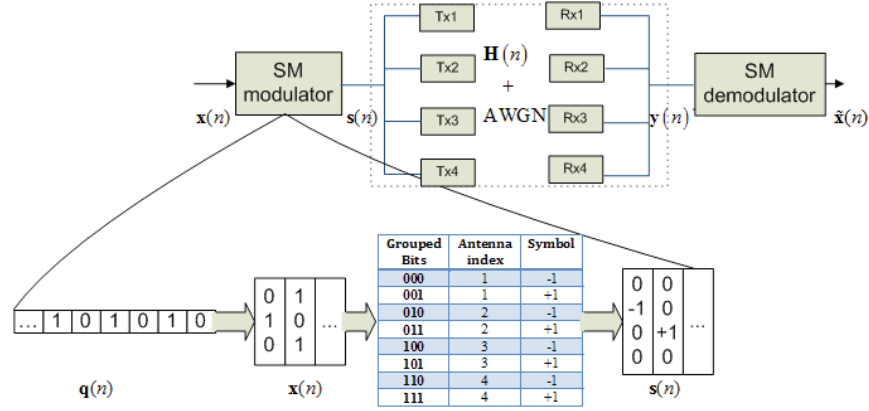 Tx1 Rx1
SM modulator H(n) SM demodulator
Tx2 Rx2
+
x(n) s(n) AWGN y(n) x̃(n)
Tx3 Rx3
Tx4 Rx4
Grouped Bits Antenna index Symbol
000 1 -1
001 1 +1
010 2 -1
011 2 +1
100 3 -1
101 3 +1
110 4 -1
111 4 +1
... 1 0 1 0 1 0
0 1
1 0 ...
0 1
0 0
-1 0
0 +1 ...
0 0
q(n) x(n) s(n)